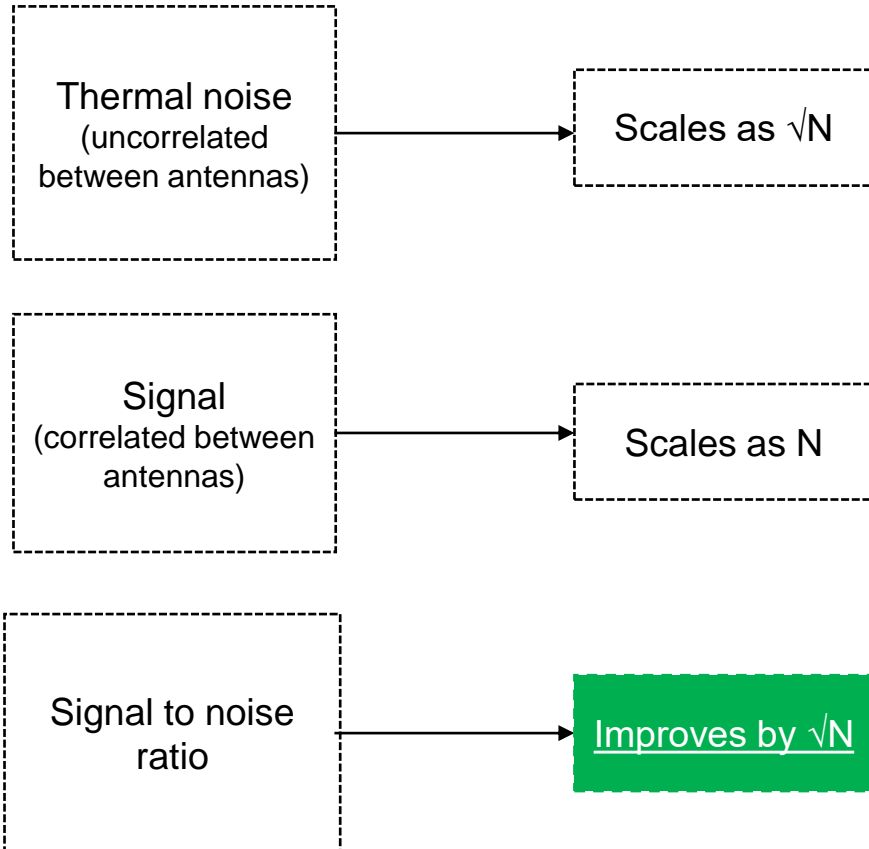 Thermal noise
(uncorrelated
between antennas)
Scales as √N
Signal
(correlated between
antennas)
Scales as N
Signal to noise
ratio
Improves by √N